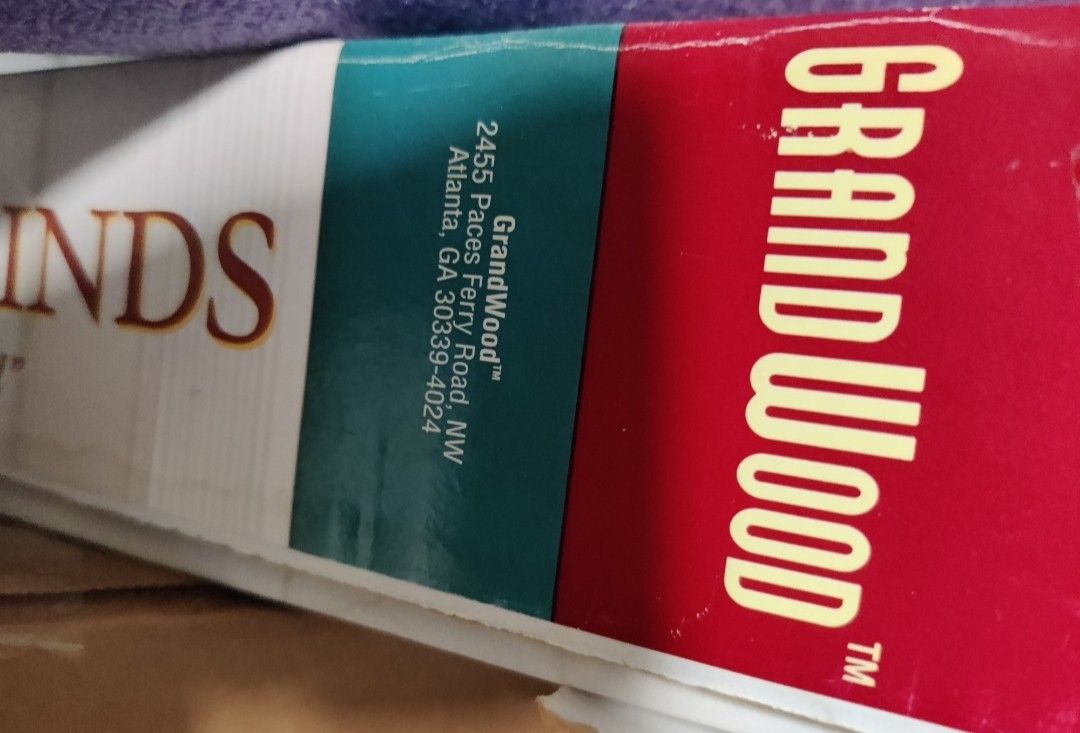 GRANDWOOD™
GrandWood™
2455 Paces Ferry Road, NW
Atlanta, GA 30339-4024
INDS
"